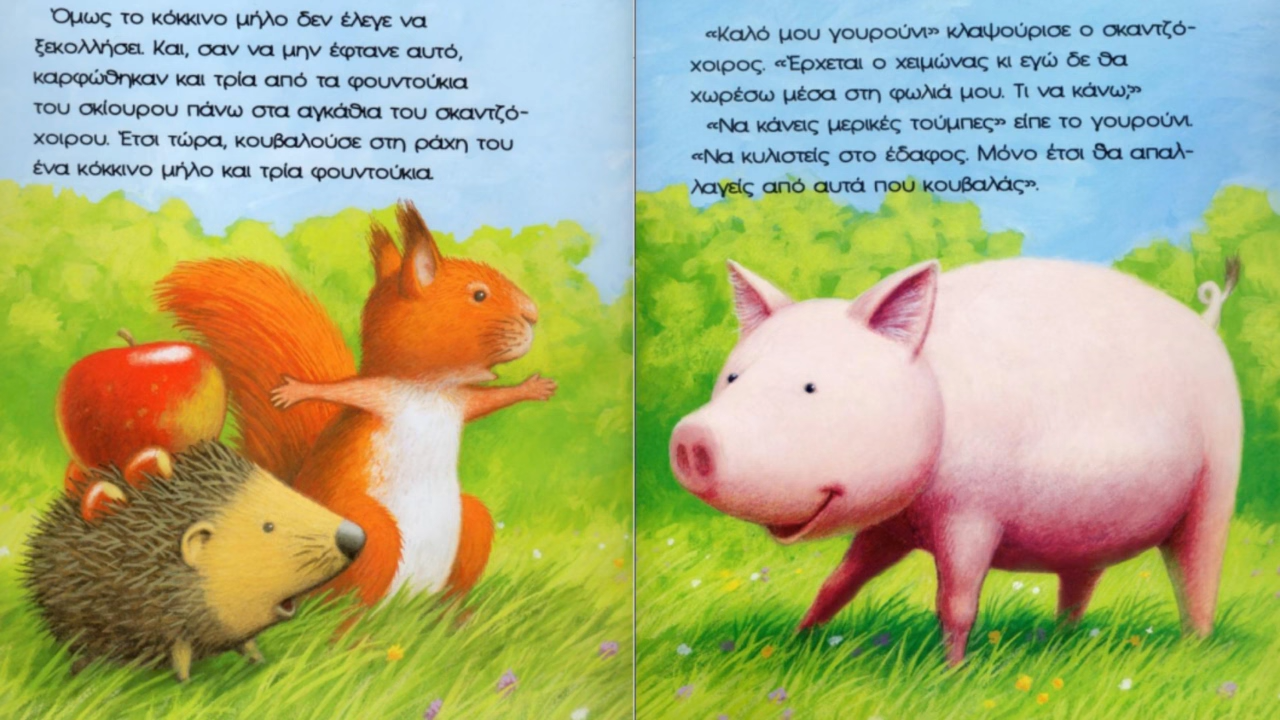 Όμως το κόκκινο μήλο δεν έλεγε να
ξεκολλήσει. Και, σαν να μην έφτανε αυτό,
καρφώθηκαν και τρία από τα φουντούκια
του σκίουρου πάνω στα αγκάθια του σκαντζό-
χοιρου. Έτσι τώρα, κουβαλούσε στη ράχη του
ένα κόκκινο μήλο και τρία φουντούκια.
«Καλό μου γουρούνι» κλαψούρισε ο σκαντζό-
χοιρος. «Έρχεται ο χειμώνας κι εγώ δε θα
χωρέσω μέσα στη φωλιά μου. Τι να κάνω;»
«Να κάνεις μερικές τούμπες» είπε το γουρούνι.
«Να κυλιστείς στο έδαφος. Μόνο έτσι θα απαλ-
λαγείς από αυτά που κουβαλάς».